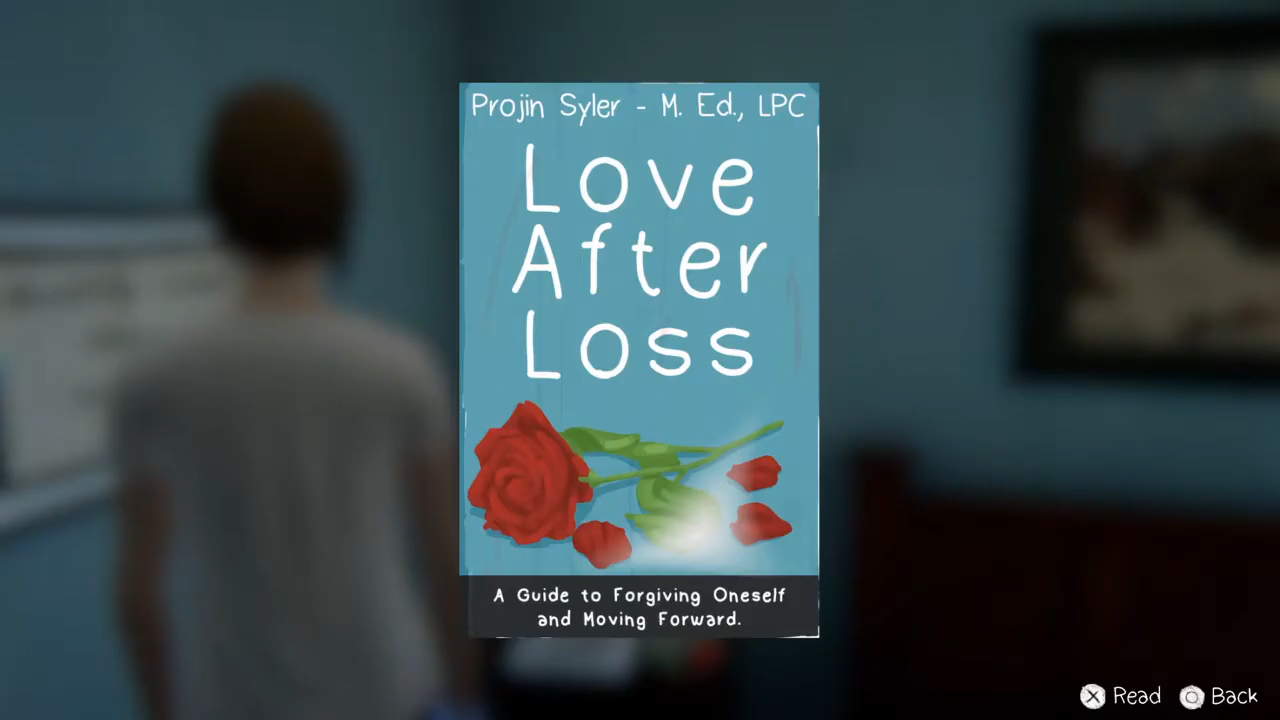 Projin Syler - M. Ed., LPC
Love
After
Loss
A Guide to Forgiving Oneself
and Moving Forward.
Read
Back